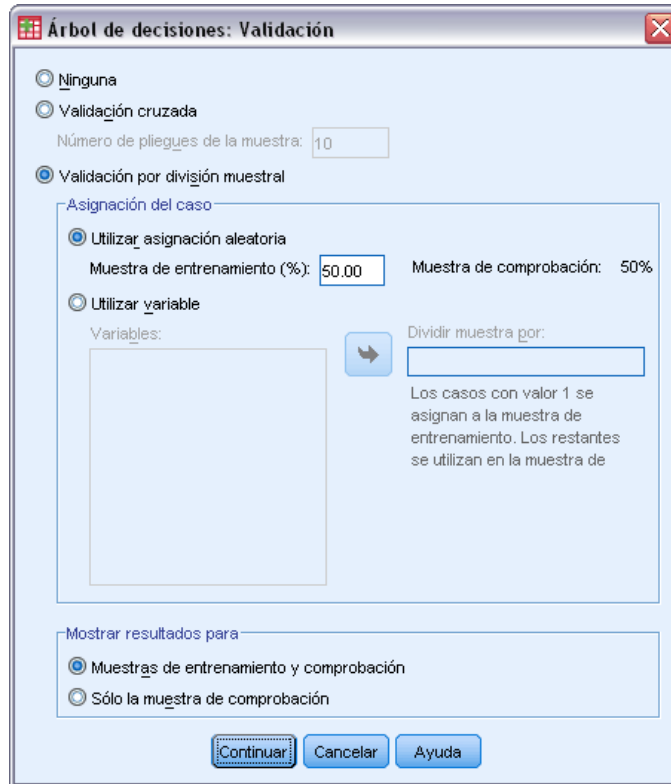 Árbol de decisiones: Validación
Ninguna
Validación cruzada
Número de pliegues de la muestra: 10
Validación por división muestral
Asignación del caso
Utilizar asignación aleatoria
Muestra de entrenamiento (%): 50.00 Muestra de comprobación: 50%
Utilizar variable
Variables:
Dividir muestra por:
Los casos con valor 1 se
asignan a la muestra de
entrenamiento. Los restantes
se utilizan en la muestra de
Mostrar resultados para
Muestras de entrenamiento y comprobación
Sólo la muestra de comprobación
Continuar Cancelar Ayuda